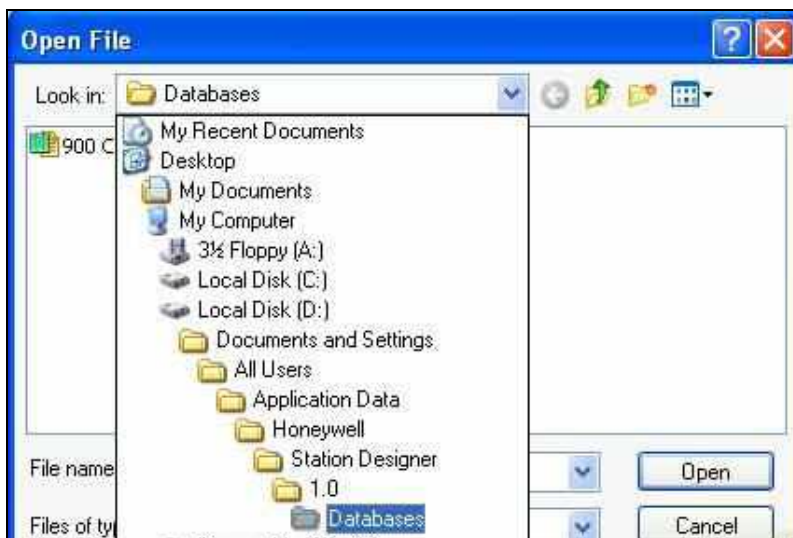 Open File
Look in: Databases
My Recent Documents
900 C
Desktop
My Documents
My Computer
3½ Floppy (A:)
Local Disk (C:)
Local Disk (D:)
Documents and Settings
All Users
Application Data
Honeywell
File name
Station Designer
Open
1.0
Files of ty
Databases
Cancel